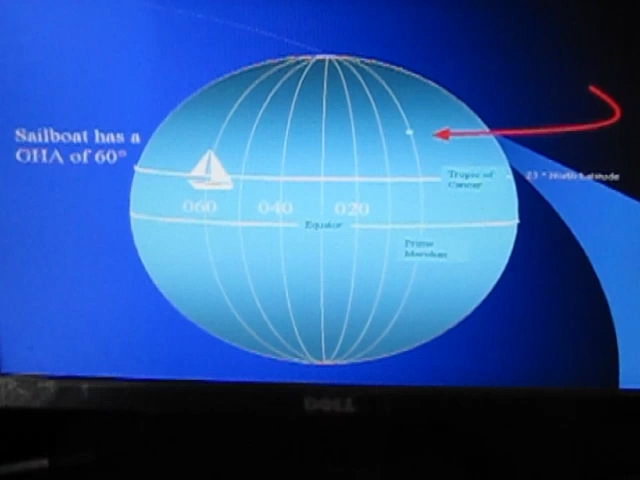 Sailboat has a
GHA of 60°
Tropic of
Cancer
23 ° North Latitude
060
040
020
Equator
Prime
Meridian
DELL